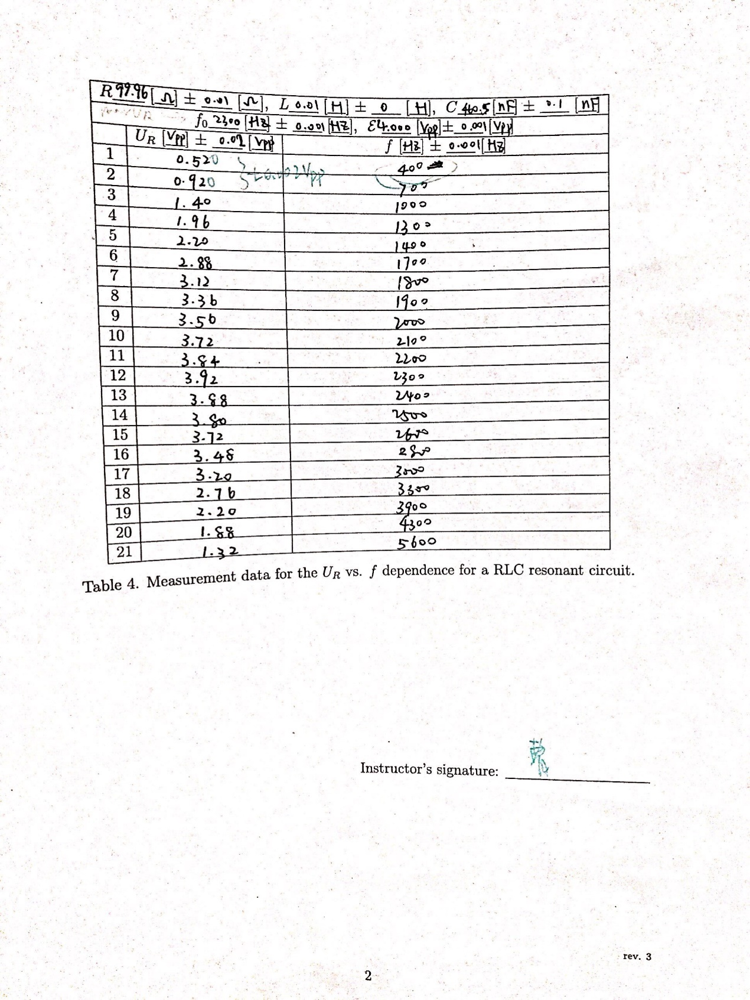 R 99.96 [Ω] ± 0.01 [Ω], L 0.01 [H] ± 0 [H], C 460.5 [nF] ± 0.1 [nF]
f0 2300 [HZ] ± 0.001 [HZ], ε 4.000 [Vpp] ± 0.001 [Vpp]
UR [Vpp] ± 0.02 [Vpp] f [HZ] ± 0.001 [HZ]
1 0.520 400
2 0.920 } ±0.002Vpp 700
3 1.40 1000
4 1.96 1300
5 2.20 1400
6 2.88 1700
7 3.12 1800
8 3.36 1900
9 3.56 2000
10 3.72 2100
11 3.84 2200
12 3.92 2300
13 3.88 2400
14 3.80 2500
15 3.72 2600
16 3.48 2800
17 3.20 3000
18 2.76 3300
19 2.20 3900
20 1.88 4300
21 1.32 5600
Table 4. Measurement data for the UR vs. f dependence for a RLC resonant circuit.
Instructor's signature:
rev. 3
2